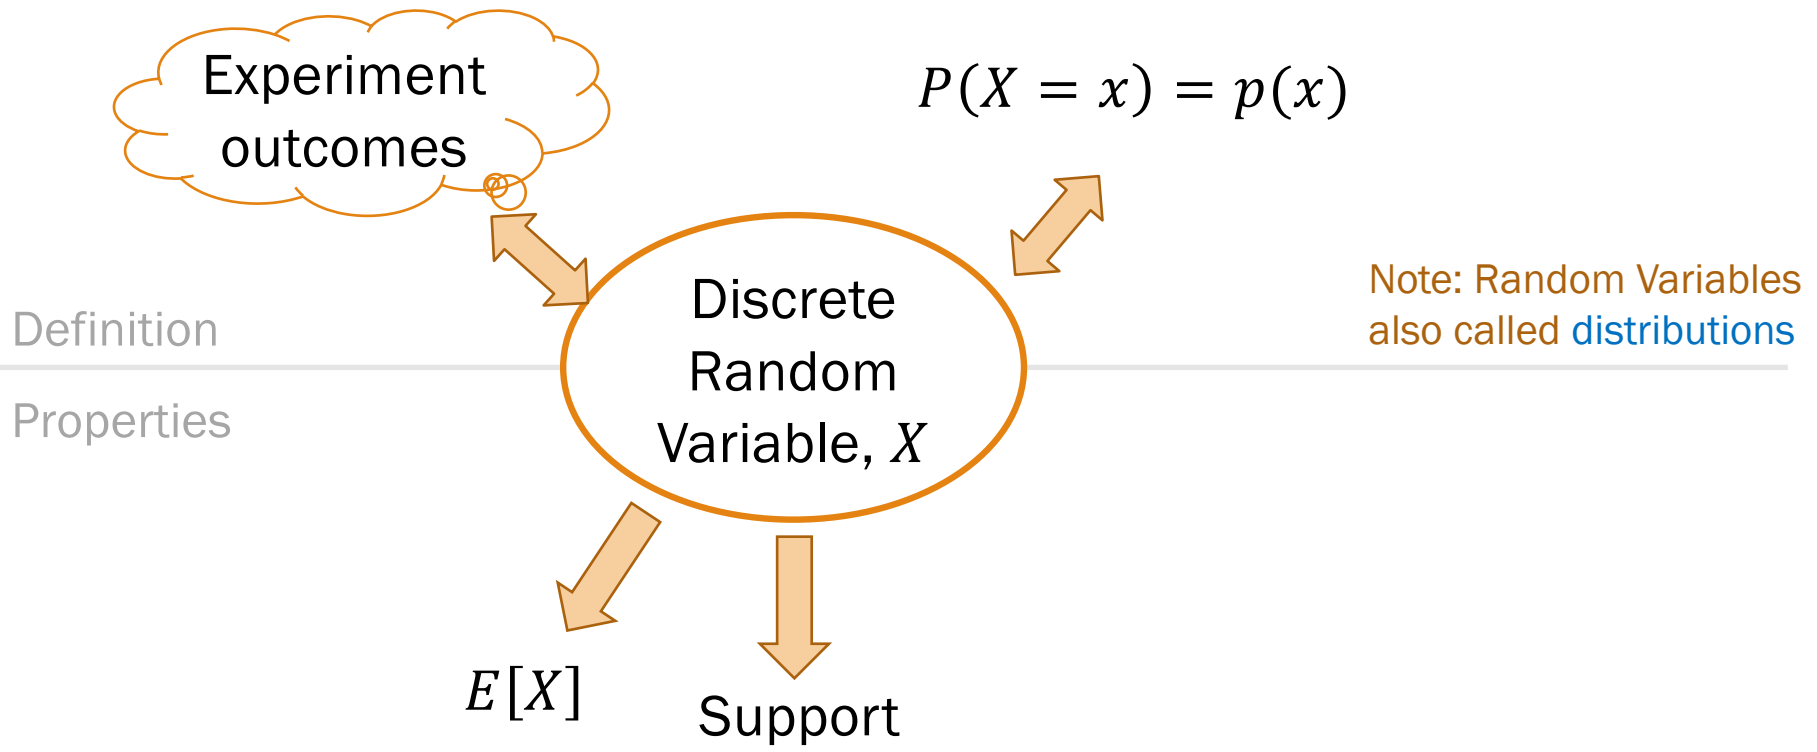 Experiment
outcomes
P(X = x) = p(x)
Discrete
Random
Variable, X
Note: Random Variables
also called distributions
Definition
Properties
E[X]
Support